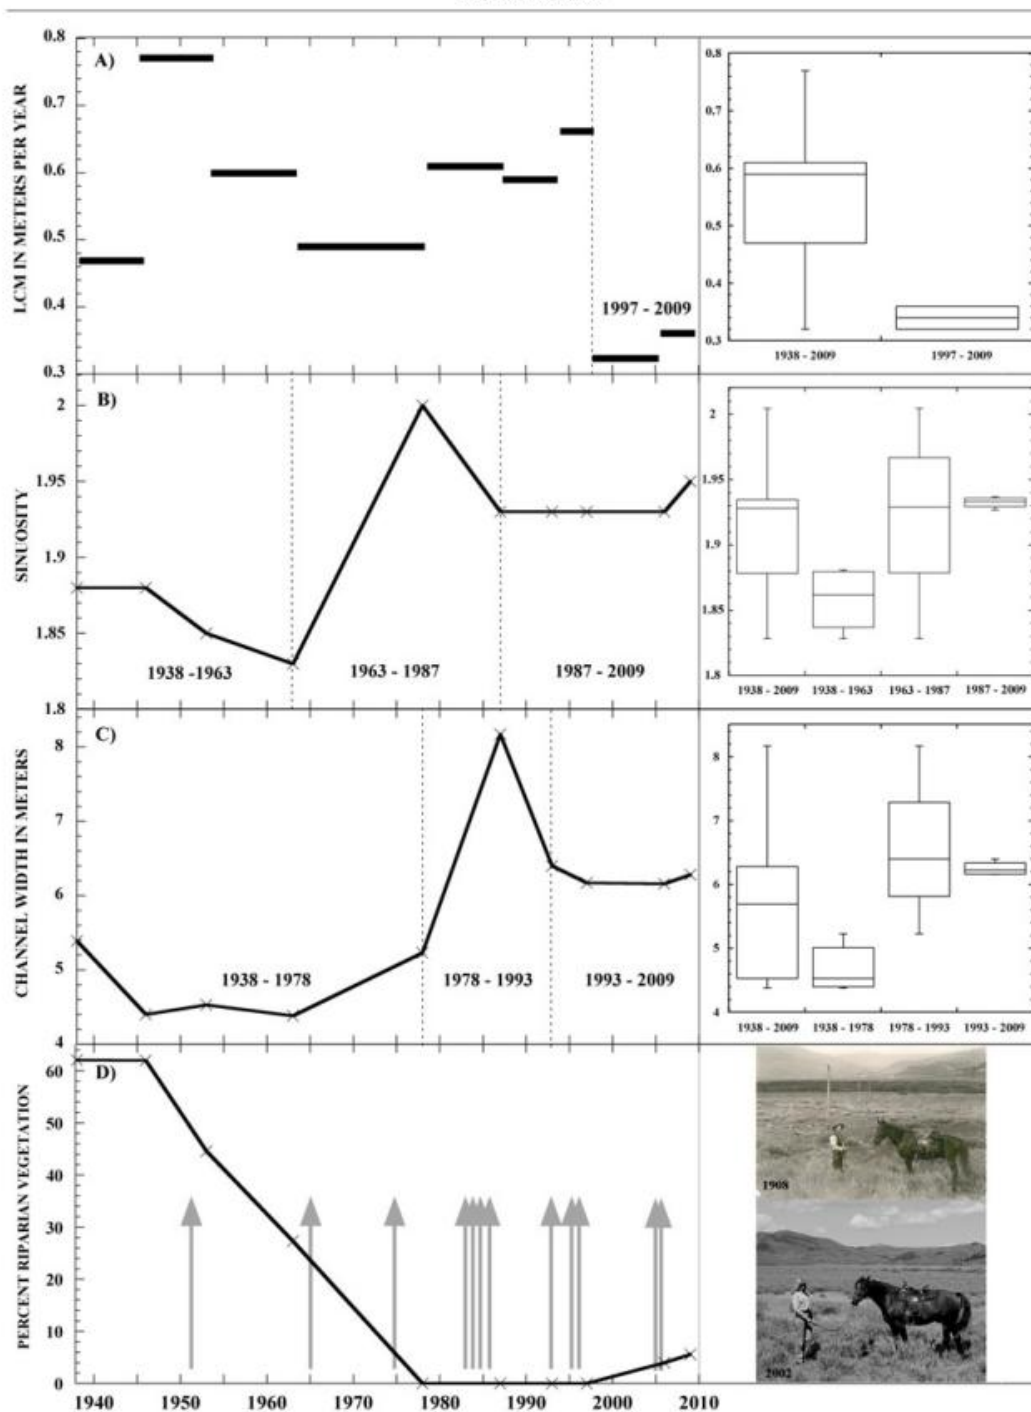 A)
LCM IN METERS PER YEAR
0.8
0.7
0.6
0.5
0.4
0.3
1997 - 2009
0.8
0.7
0.6
0.5
0.4
0.3
1938 - 2009 1997 - 2009
B)
SINUOSITY
2
1.95
1.9
1.85
1.8
1938 -1963 1963 - 1987 1987 - 2009
2
1.95
1.9
1.85
1.8
1938 - 2009 1938 - 1963 1963 - 1987 1987 - 2009
C)
CHANNEL WIDTH IN METERS
8
7
6
5
4
1938 - 1978 1978 - 1993 1993 - 2009
8
7
6
5
4
1938 - 2009 1938 - 1978 1978 - 1993 1993 - 2009
D)
PERCENT RIPARIAN VEGETATION
60
50
40
30
20
10
0
1940 1950 1960 1970 1980 1990 2000 2010
1908
2002